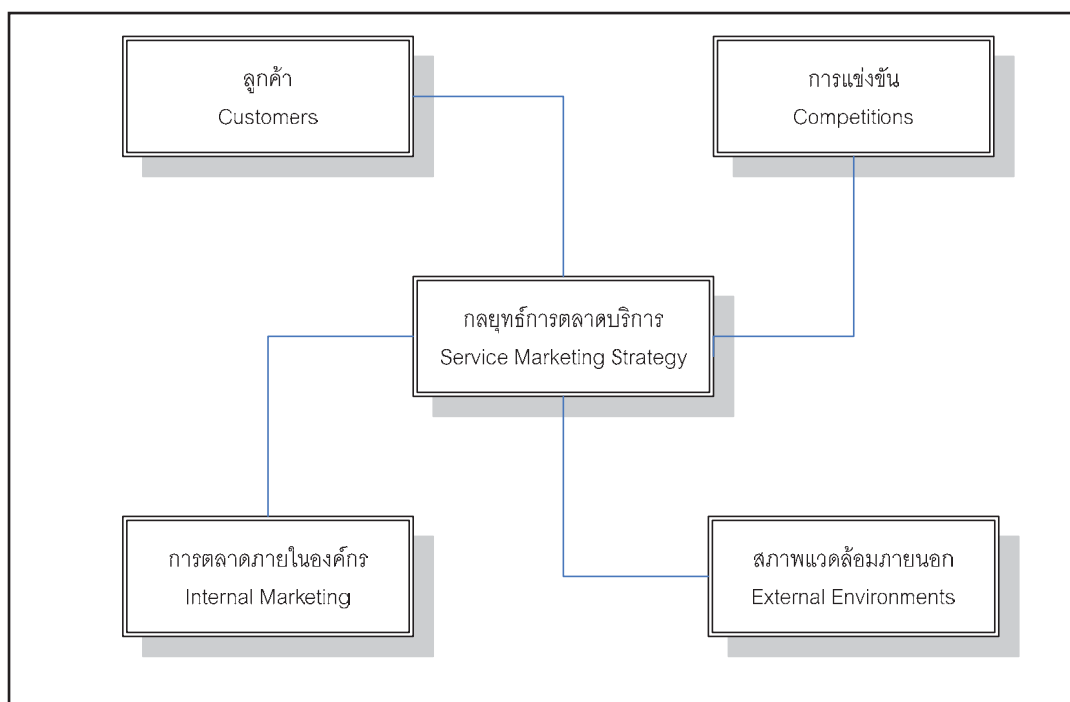 ลูกค้า
Customers
การแข่งขัน
Competitions
กลยุทธ์การตลาดบริการ
Service Marketing Strategy
การตลาดภายในองค์กร
Internal Marketing
สภาพแวดล้อมภายนอก
External Environments